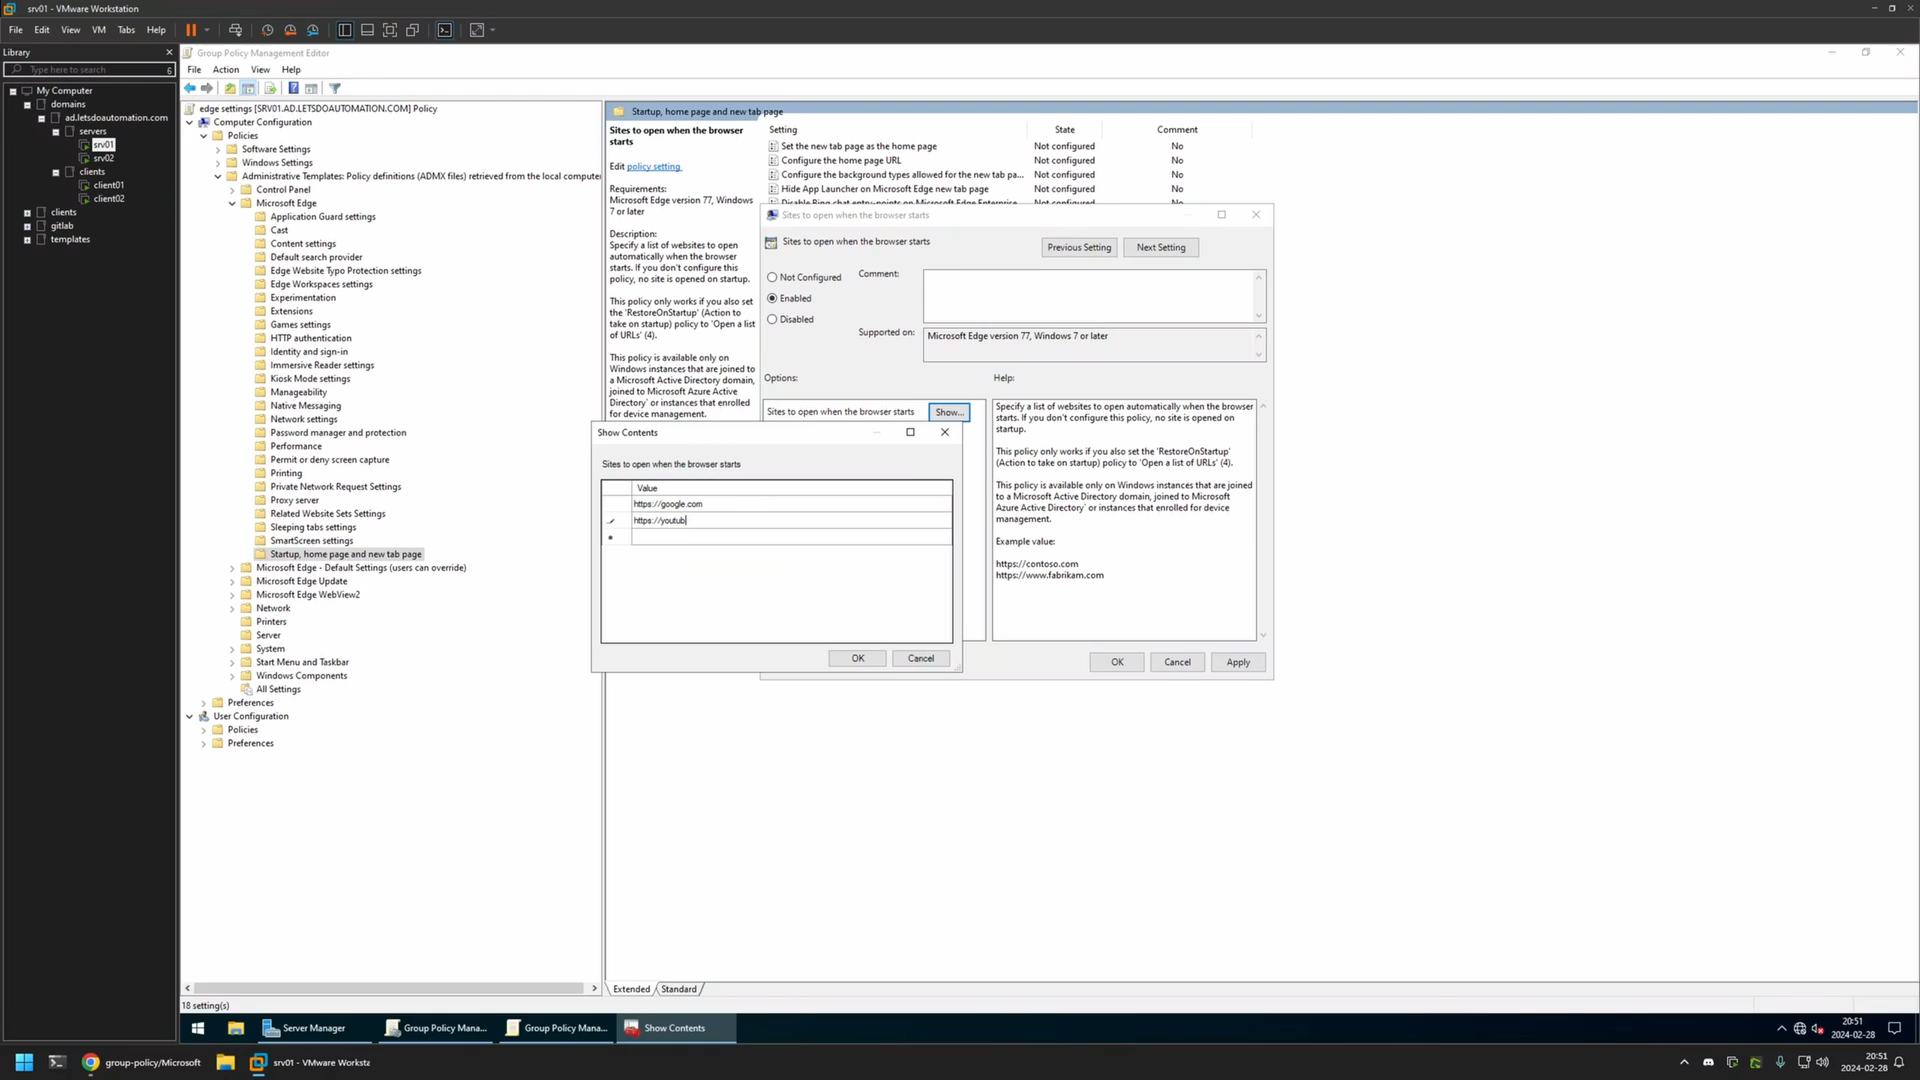 srv01 - VMware Workstation
File Edit View VM Tabs Help
Library
Type here to search
My Computer
domains
ad.letsdoautomation.com
servers
srv01
srv02
clients
client01
client02
clients
gitlab
templates
Group Policy Management Editor
File Action View Help
edge settings [SRV01.AD.LETSDOAUTOMATION.COM] Policy
Computer Configuration
Policies
Software Settings
Windows Settings
Administrative Templates: Policy definitions (ADMX files) retrieved from the local computer
Control Panel
Microsoft Edge
Application Guard settings
Cast
Content settings
Default search provider
Edge Website Typo Protection settings
Edge Workspaces settings
Experimentation
Extensions
Games settings
HTTP authentication
Identity and sign-in
Immersive Reader settings
Kiosk Mode settings
Manageability
Native Messaging
Network settings
Password manager and protection
Performance
Permit or deny screen capture
Printing
Private Network Request Settings
Proxy server
Related Website Sets Settings
Sleeping tabs settings
SmartScreen settings
Startup, home page and new tab page
Microsoft Edge - Default Settings (users can override)
Microsoft Edge Update
Microsoft Edge WebView2
Network
Printers
Server
System
Start Menu and Taskbar
Windows Components
All Settings
Preferences
User Configuration
Policies
Preferences
18 setting(s)
Startup, home page and new tab page
Sites to open when the browser
starts
Edit policy setting
Requirements:
Microsoft Edge version 77, Windows
7 or later
Description:
Specify a list of websites to open
automatically when the browser
starts. If you don't configure this
policy, no site is opened on startup.
This policy only works if you also set
the 'RestoreOnStartup' (Action to
take on startup) policy to 'Open a list
of URLs' (4).
This policy is available only on
Windows instances that are joined
to a Microsoft Active Directory domain,
joined to Microsoft Azure Active
Directory` or instances that enrolled
for device management.
Setting State Comment
Set the new tab page as the home page Not configured No
Configure the home page URL Not configured No
Configure the background types allowed for the new tab pa... Not configured No
Hide App Launcher on Microsoft Edge new tab page Not configured No
Disable Bing chat entry-points on Microsoft Edge Enterprise Not configured No
Sites to open when the browser starts
Sites to open when the browser starts
Previous Setting Next Setting
Not Configured
Enabled
Disabled
Comment:
Supported on:
Microsoft Edge version 77, Windows 7 or later
Options:
Help:
Sites to open when the browser starts Show...
Specify a list of websites to open automatically when the browser
starts. If you don't configure this policy, no site is opened on
startup.
This policy only works if you also set the 'RestoreOnStartup'
(Action to take on startup) policy to 'Open a list of URLs' (4).
This policy is available only on Windows instances that are joined
to a Microsoft Active Directory domain, joined to Microsoft
Azure Active Directory` or instances that enrolled for device
management.
Example value:
https://contoso.com
https://www.fabrikam.com
OK Cancel Apply
Show Contents
Sites to open when the browser starts
Value
https://google.com
https://youtub
OK Cancel
Extended Standard
Server Manager
Group Policy Mana...
Group Policy Mana...
Show Contents
20:51
2024-02-28
group-policy/Microsoft
srv01 - VMware Worksta
20:51
2024-02-28